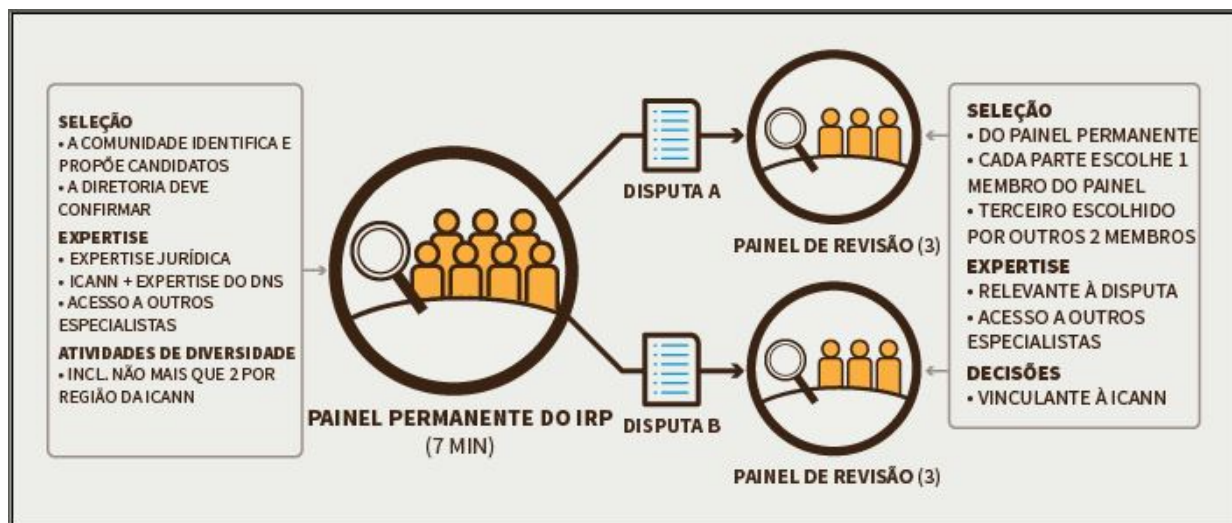 SELEÇÃO
• A COMUNIDADE IDENTIFICA E
PROPÕE CANDIDATOS
• A DIRETORIA DEVE
CONFIRMAR
EXPERTISE
• EXPERTISE JURÍDICA
• ICANN + EXPERTISE DO DNS
• ACESSO A OUTROS
ESPECIALISTAS
ATIVIDADES DE DIVERSIDADE
• INCL. NÃO MAIS QUE 2 POR
REGIÃO DA ICANN
PAINEL PERMANENTE DO IRP
(7 MIN)
DISPUTA A
PAINEL DE REVISÃO (3)
DISPUTA B
PAINEL DE REVISÃO (3)
SELEÇÃO
• DO PAINEL PERMANENTE
• CADA PARTE ESCOLHE 1
MEMBRO DO PAINEL
• TERCEIRO ESCOLHIDO
POR OUTROS 2 MEMBROS
EXPERTISE
• RELEVANTE À DISPUTA
• ACESSO A OUTROS
ESPECIALISTAS
DECISÕES
• VINCULANTE À ICANN